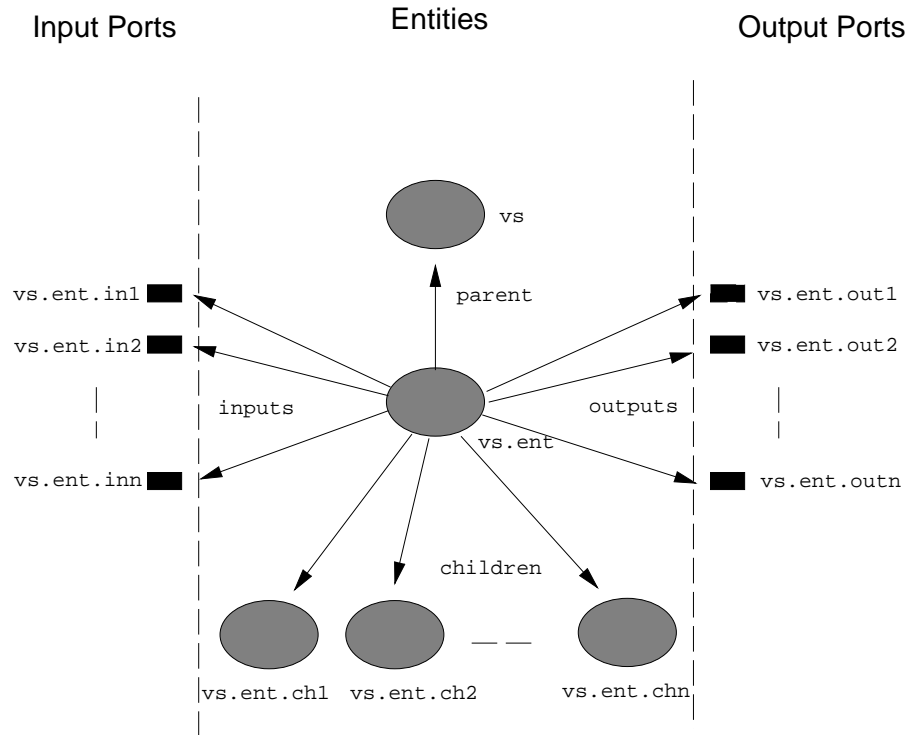 Input Ports
Entities
Output Ports
vs
vs.ent.in1
parent
vs.ent.out1
vs.ent.in2
vs.ent.out2
inputs
outputs
vs.ent
vs.ent.inn
vs.ent.outn
children
vs.ent.ch1
vs.ent.ch2
vs.ent.chn